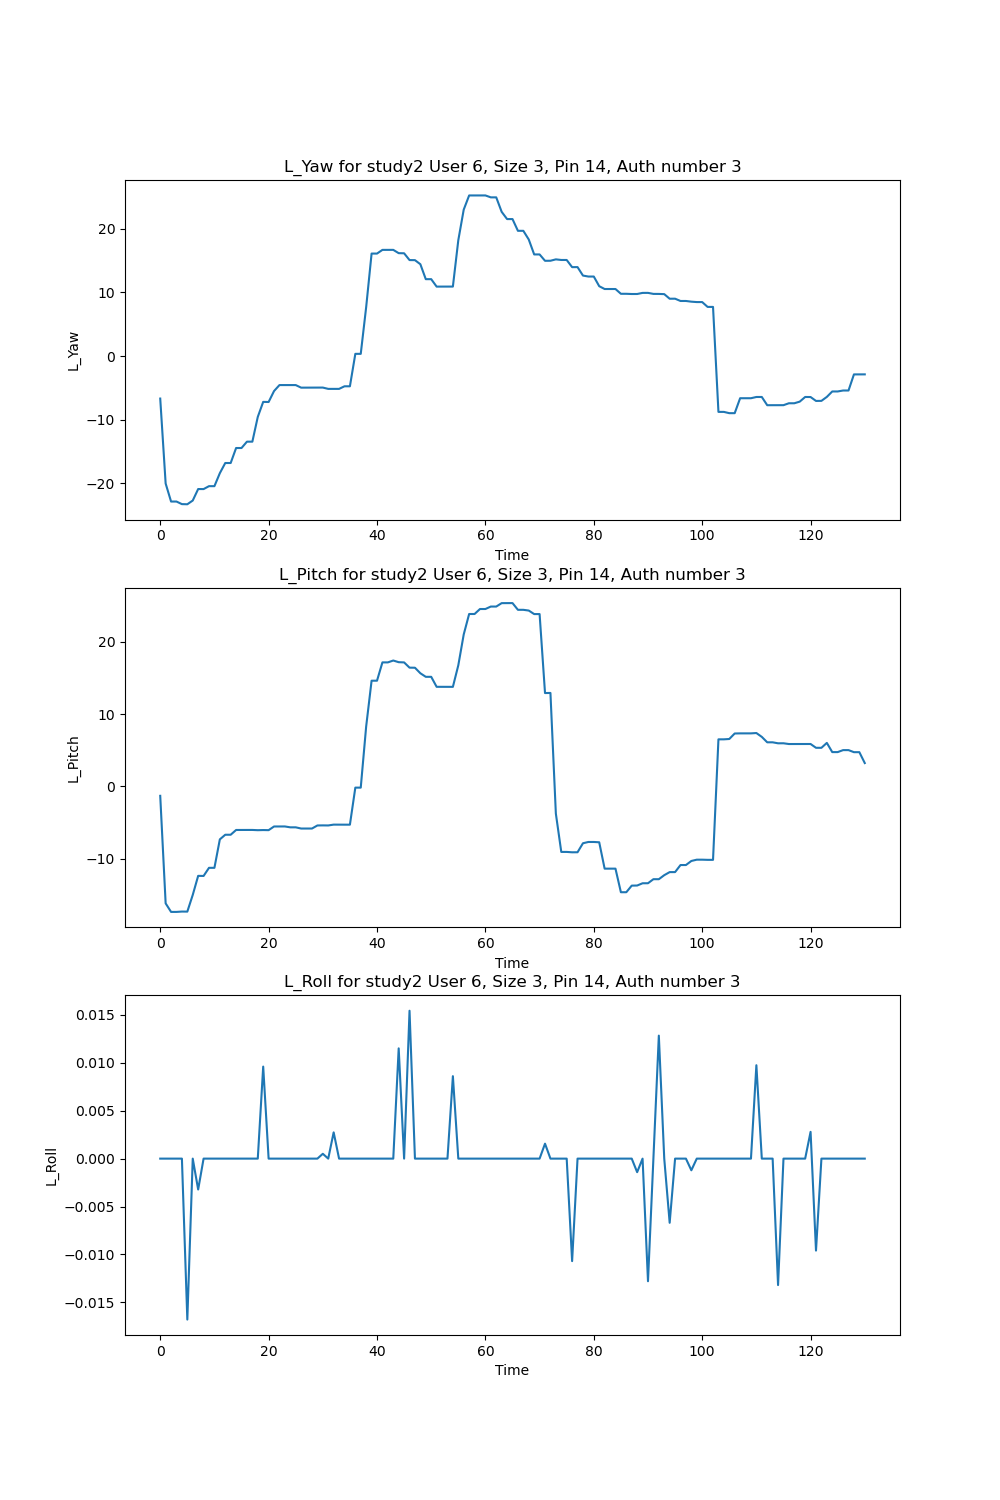 L_Yaw for study2 User 6, Size 3, Pin 14, Auth number 3
20
10
0
−10
−20
L_Yaw
0 20 40 60 80 100 120
Time
L_Pitch for study2 User 6, Size 3, Pin 14, Auth number 3
20
10
0
−10
L_Pitch
0 20 40 60 80 100 120
Time
L_Roll for study2 User 6, Size 3, Pin 14, Auth number 3
0.015
0.010
0.005
0.000
−0.005
−0.010
−0.015
L_Roll
0 20 40 60 80 100 120
Time